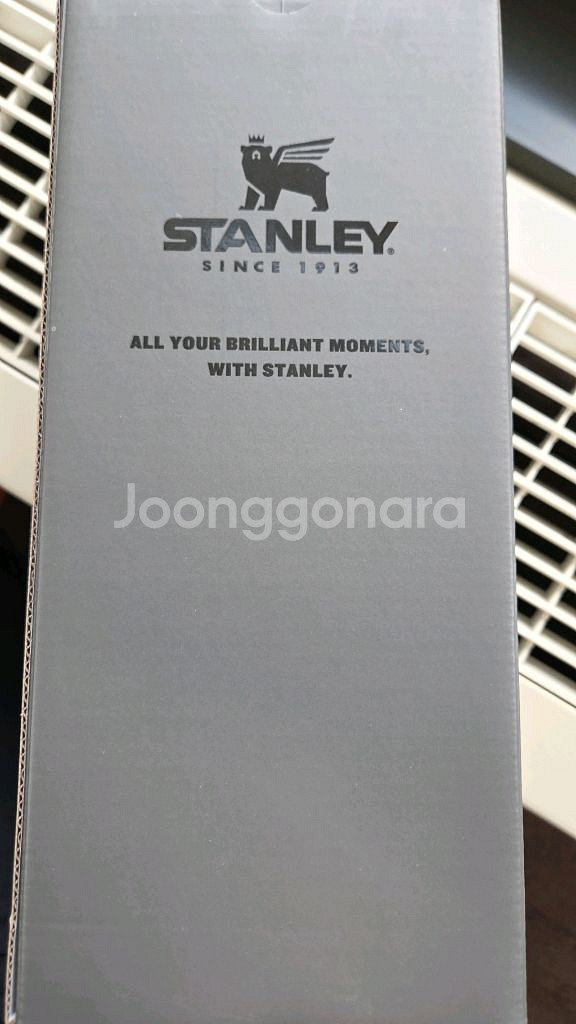 STANLEY®
SINCE 1913
ALL YOUR BRILLIANT MOMENTS,
WITH STANLEY.
Joonggonara